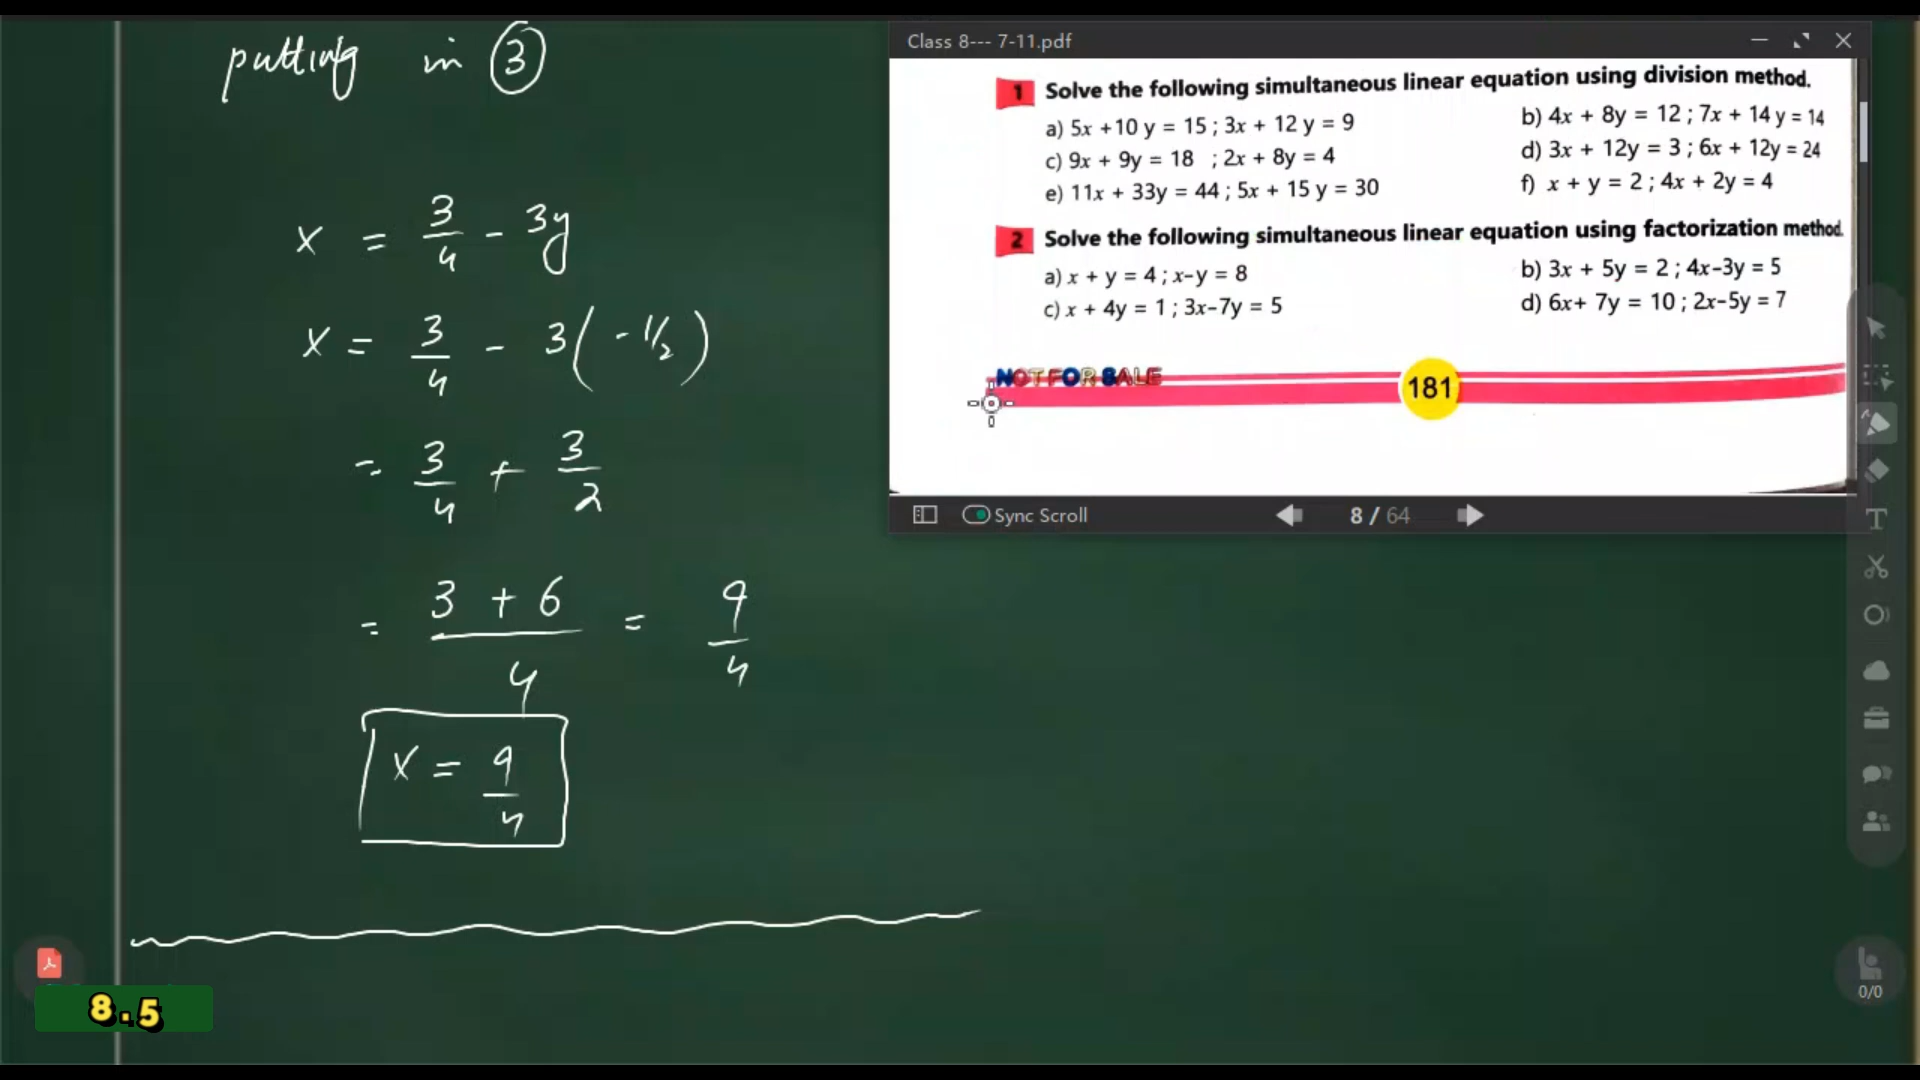 putting in ③
x = 3/4 - 3y
x = 3/4 - 3(-1/2)
= 3/4 + 3/2
= 3 + 6/4 = 9/4
x = 9/4
8.5
Class 8--- 7-11.pdf
1 Solve the following simultaneous linear equation using division method.
a) 5x +10 y = 15 ; 3x + 12 y = 9
b) 4x + 8y = 12 ; 7x + 14 y = 14
c) 9x + 9y = 18 ; 2x + 8y = 4
d) 3x + 12y = 3 ; 6x + 12y = 24
e) 11x + 33y = 44 ; 5x + 15 y = 30
f) x + y = 2 ; 4x + 2y = 4
2 Solve the following simultaneous linear equation using factorization method.
a) x + y = 4 ; x-y = 8
b) 3x + 5y = 2 ; 4x-3y = 5
c) x + 4y = 1 ; 3x-7y = 5
d) 6x+ 7y = 10 ; 2x-5y = 7
NOT FOR SALE
181
Sync Scroll
8 / 64
T
0/0